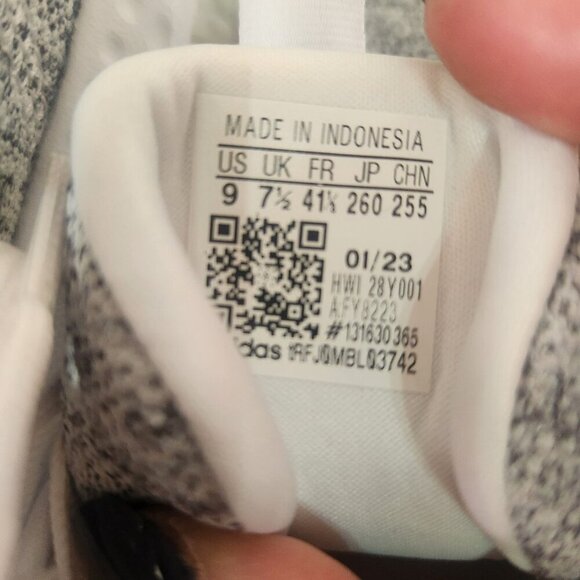 MADE IN INDONESIA
US UK FR JP CHN
9 7½ 41⅓ 260 255
01/23
HWI 28Y001
AFY8223
#131630365
adidas tRFJ0MBL03742